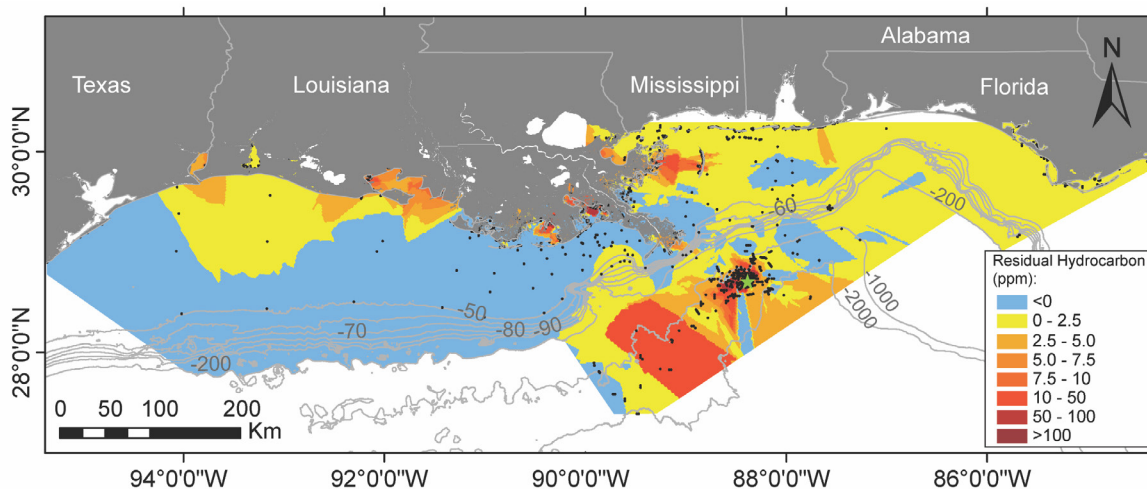 Alabama
N
Texas
Louisiana
Mississippi
Florida
30°0'0"N
28°0'0"N
-60
-200
-50
-70
-80
-90
-200
-1000
-2000
Residual Hydrocarbon
(ppm):
<0
0 - 2.5
2.5 - 5.0
5.0 - 7.5
7.5 - 10
10 - 50
50 - 100
>100
0 50 100 200
Km
94°0'0"W 92°0'0"W 90°0'0"W 88°0'0"W 86°0'0"W